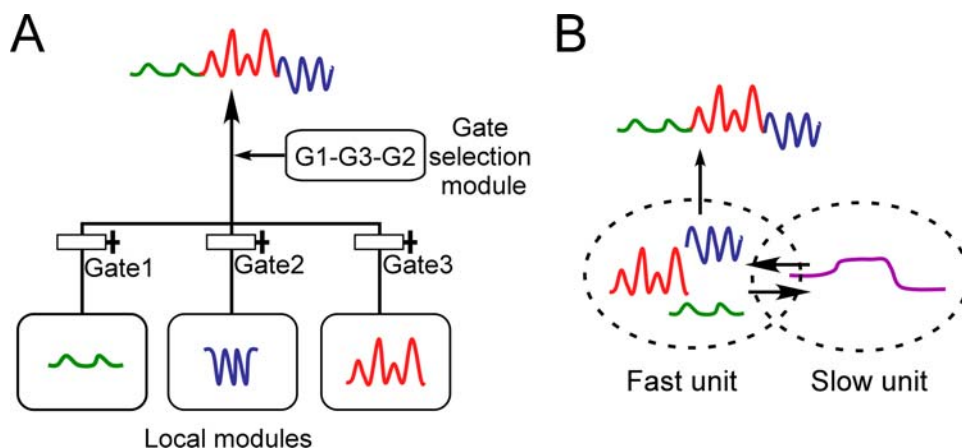 A
B
G1-G3-G2
Gate
selection
module
Gate1
Gate2
Gate3
Local modules
Fast unit
Slow unit